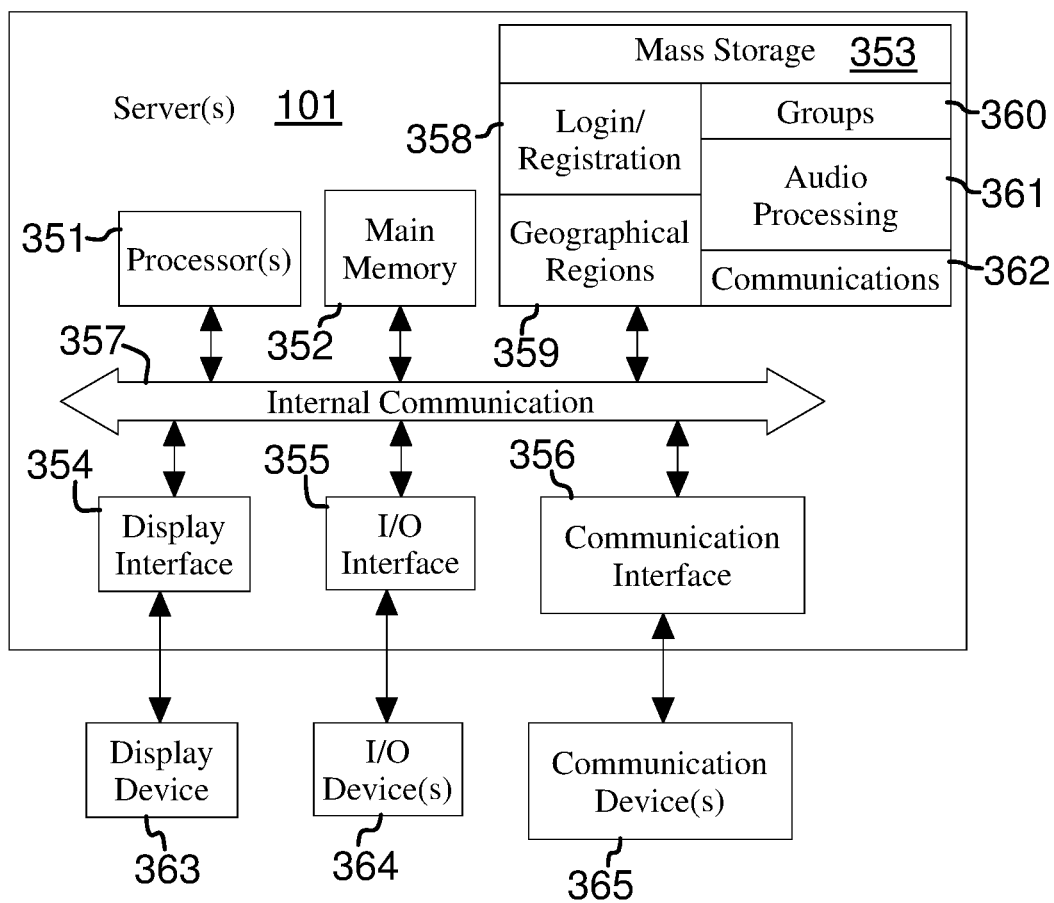 Mass Storage 353
Server(s) 101
358
Login/
Registration
Groups
360
Audio
Processing
361
351
Processor(s)
Main
Memory
352
Geographical
Regions
359
Communications
362
357
Internal Communication
354
Display
Interface
355
I/O
Interface
356
Communication
Interface
Display
Device
363
I/O
Device(s)
364
Communication
Device(s)
365